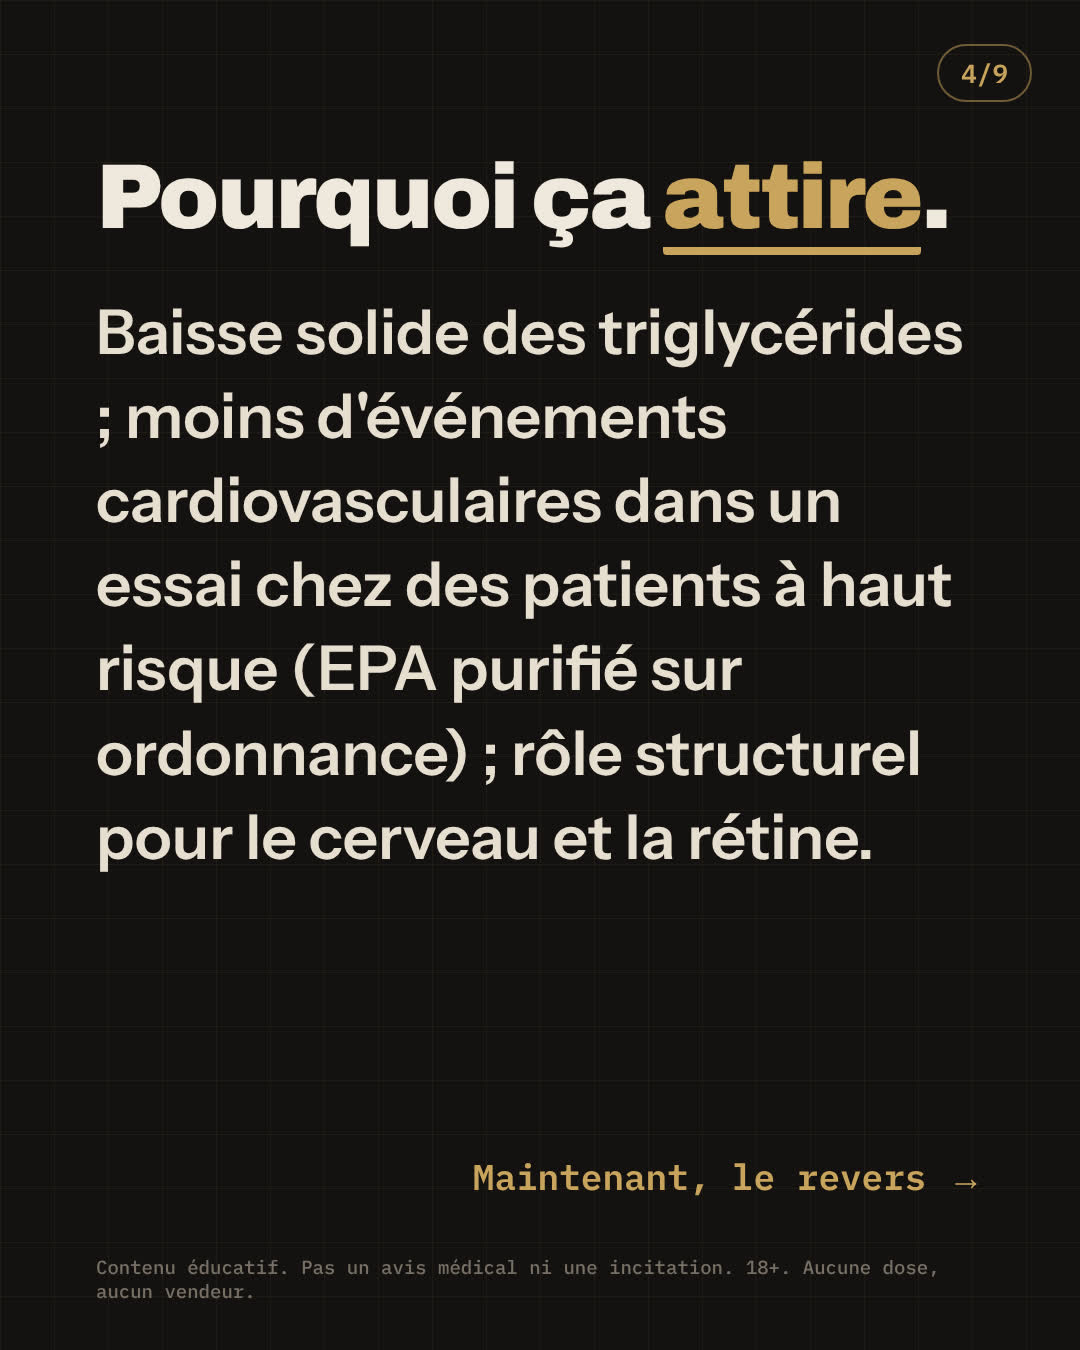 4/9
Pourquoi ça attire.
Baisse solide des triglycérides
; moins d'événements
cardiovasculaires dans un
essai chez des patients à haut
risque (EPA purifié sur
ordonnance) ; rôle structurel
pour le cerveau et la rétine.
Maintenant, le revers →
Contenu éducatif. Pas un avis médical ni une incitation. 18+. Aucune dose,
aucun vendeur.